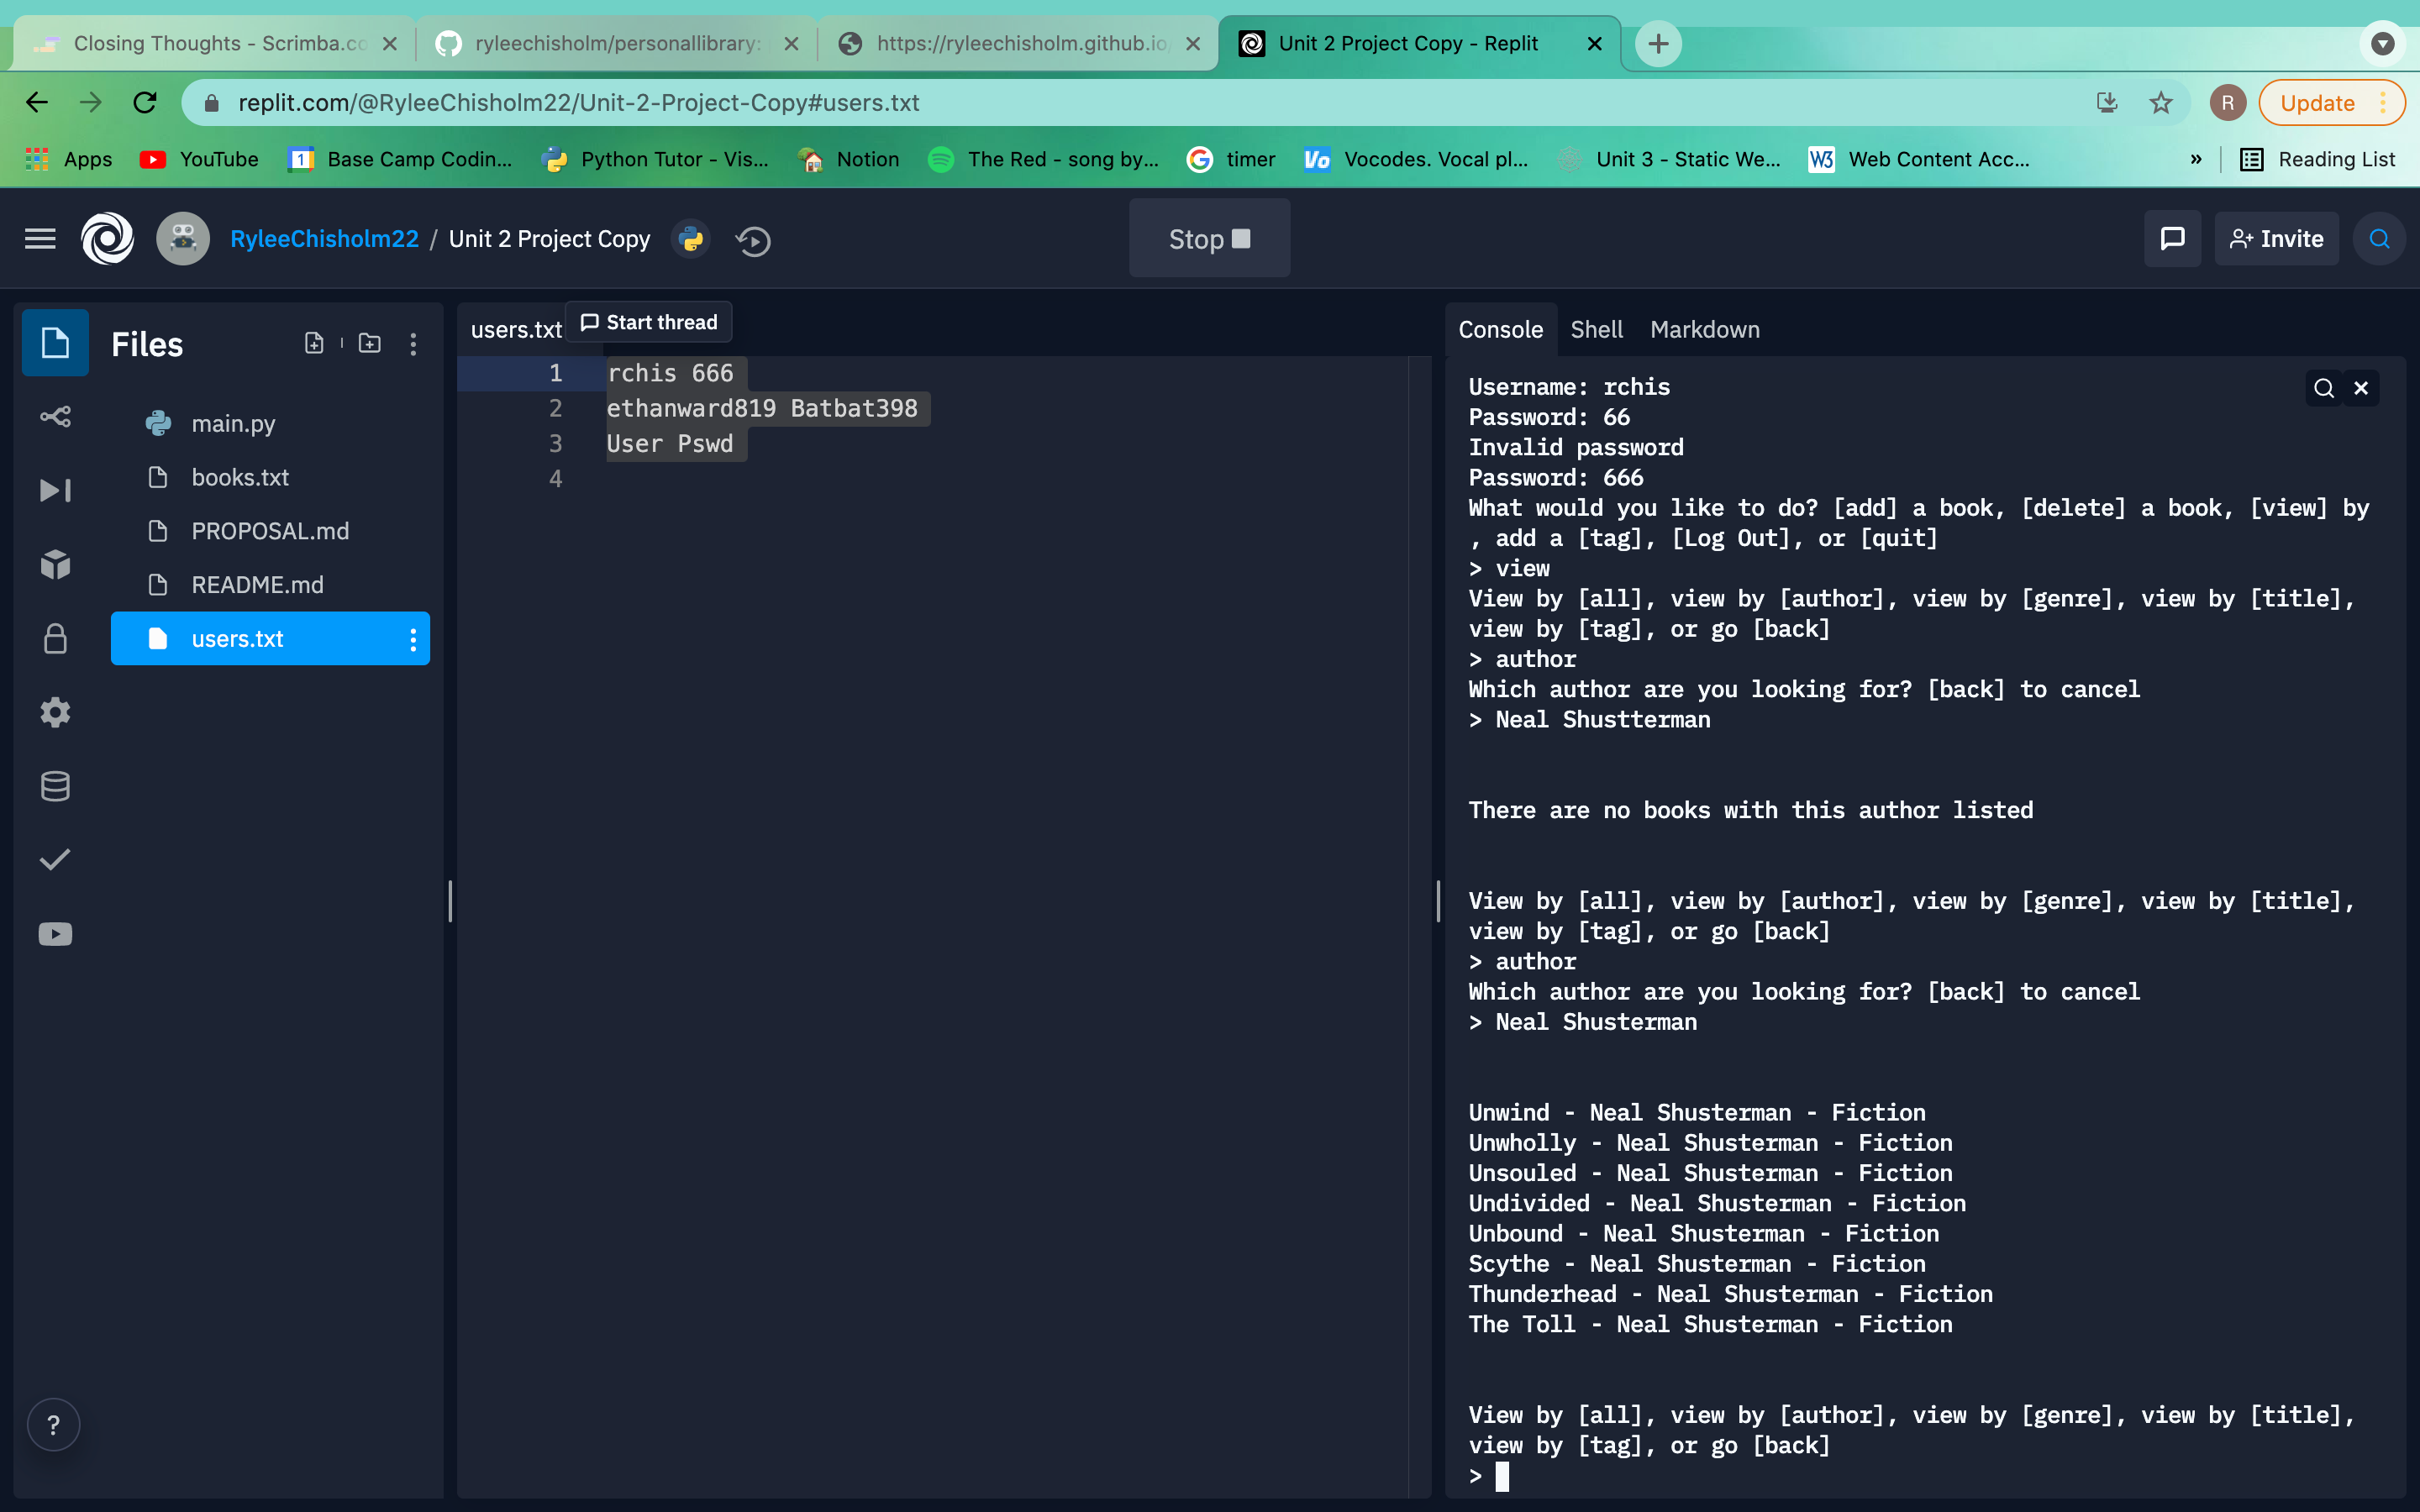 Closing Thoughts - Scrimba.co
ryleechisholm/personallibrary:
https://ryleechisholm.github.io/
Unit 2 Project Copy - Replit
replit.com/@RyleeChisholm22/Unit-2-Project-Copy#users.txt
R
Update
Apps
YouTube
1
Base Camp Codin...
Python Tutor - Vis...
Notion
The Red - song by...
timer
Vo
Vocodes. Vocal pl...
Unit 3 - Static We...
W3
Web Content Acc...
»
Reading List
RyleeChisholm22 / Unit 2 Project Copy
Stop
Invite
Files
main.py
books.txt
PROPOSAL.md
README.md
users.txt
?
users.txt
Start thread
1 rchis 666
2 ethanward819 Batbat398
3 User Pswd
4
Console
Shell
Markdown
Username: rchis
Password: 66
Invalid password
Password: 666
What would you like to do? [add] a book, [delete] a book, [view] by
, add a [tag], [Log Out], or [quit]
> view
View by [all], view by [author], view by [genre], view by [title],
view by [tag], or go [back]
> author
Which author are you looking for? [back] to cancel
> Neal Shustterman
There are no books with this author listed
View by [all], view by [author], view by [genre], view by [title],
view by [tag], or go [back]
> author
Which author are you looking for? [back] to cancel
> Neal Shusterman
Unwind - Neal Shusterman - Fiction
Unwholly - Neal Shusterman - Fiction
Unsouled - Neal Shusterman - Fiction
Undivided - Neal Shusterman - Fiction
Unbound - Neal Shusterman - Fiction
Scythe - Neal Shusterman - Fiction
Thunderhead - Neal Shusterman - Fiction
The Toll - Neal Shusterman - Fiction
View by [all], view by [author], view by [genre], view by [title],
view by [tag], or go [back]
>